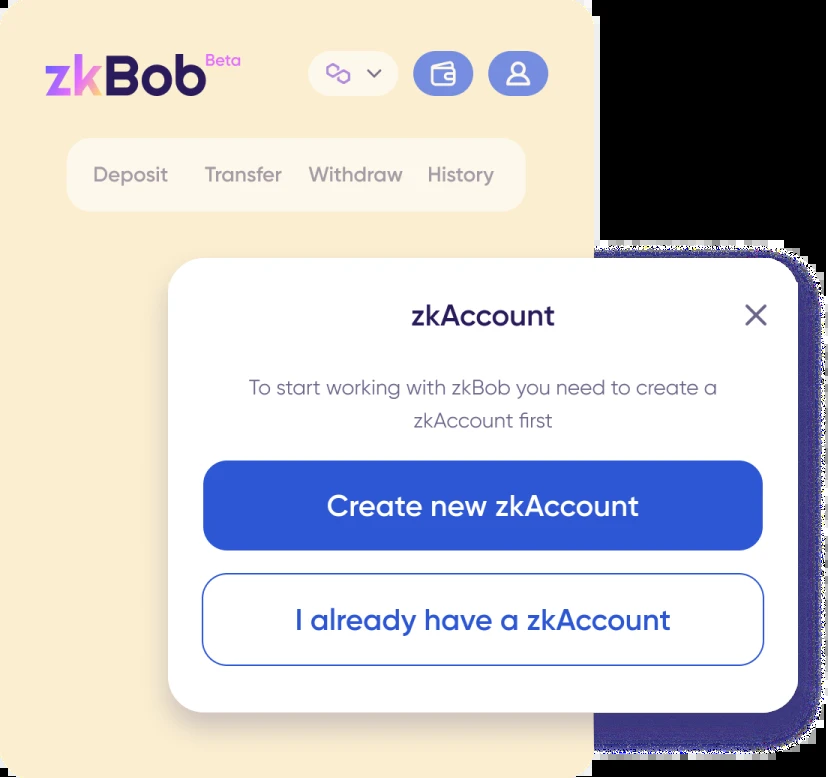 zkBob Beta
Deposit Transfer Withdraw History
zkAccount
To start working with zkBob you need to create a
zkAccount first
Create new zkAccount
I already have a zkAccount